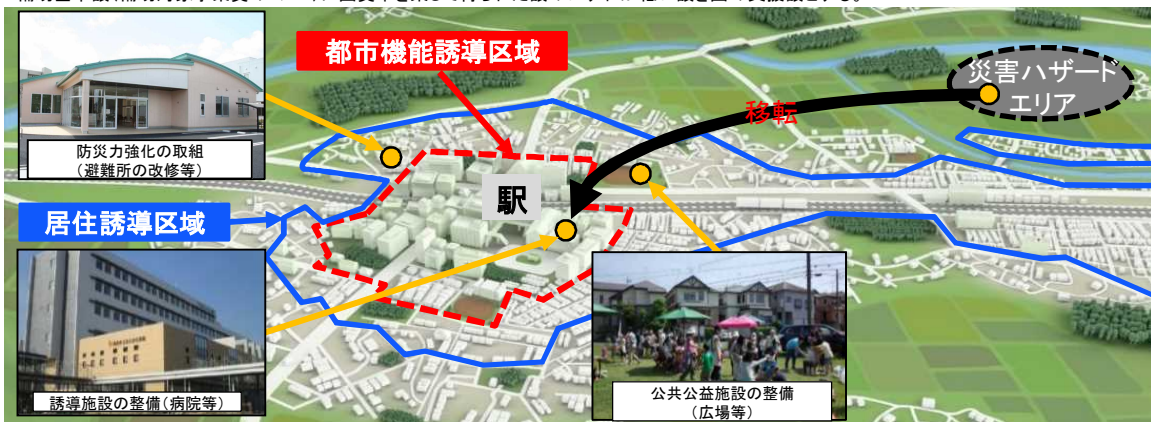 都市機能誘導区域
災害ハザード
エリア
移転
防災力強化の取組
(避難所の改修等)
駅
居住誘導区域
誘導施設の整備(病院等)
公共公益施設の整備
(広場等)